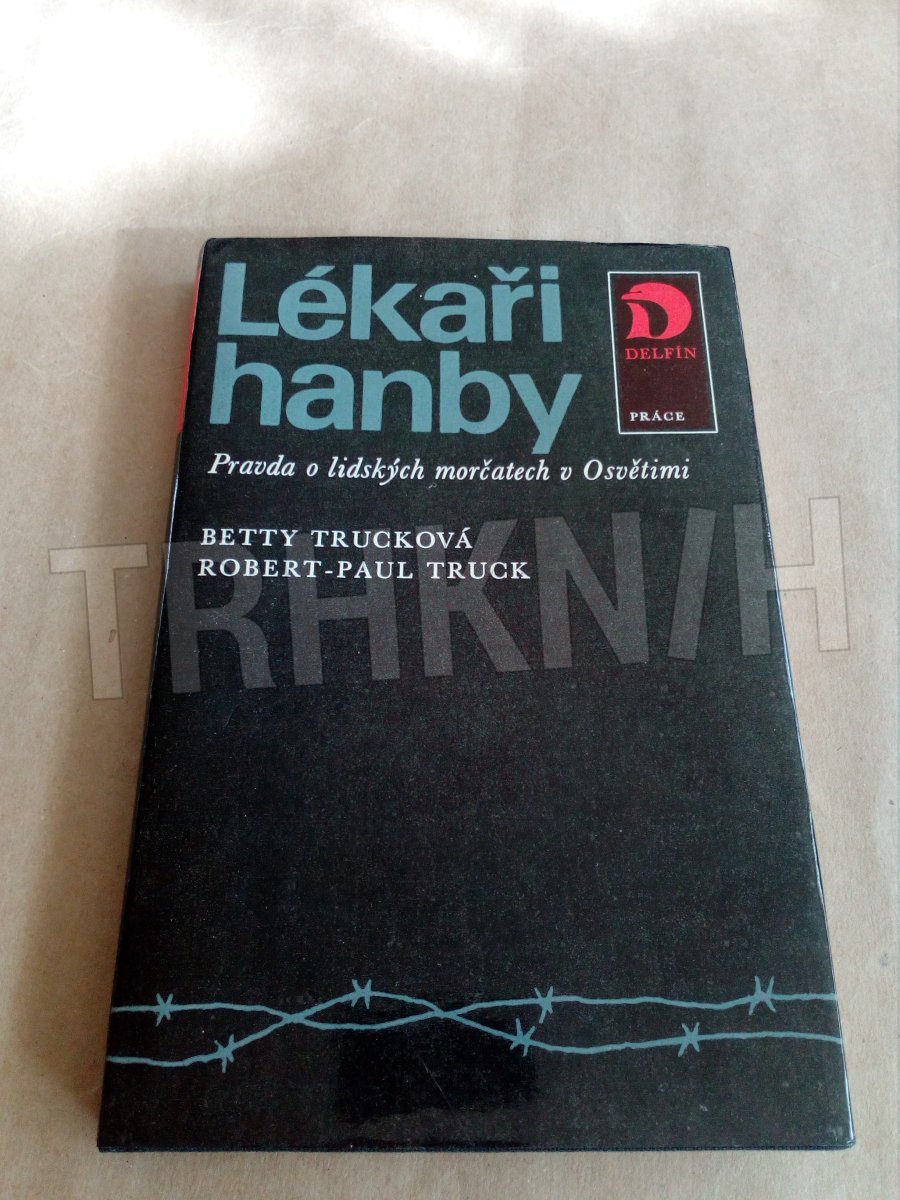 Lékaři
hanby
DELFÍN
PRÁCE
Pravda o lidských morčatech v Osvětimi
BETTY TRUCKOVÁ
ROBERT-PAUL TRUCK
TRHKNIH